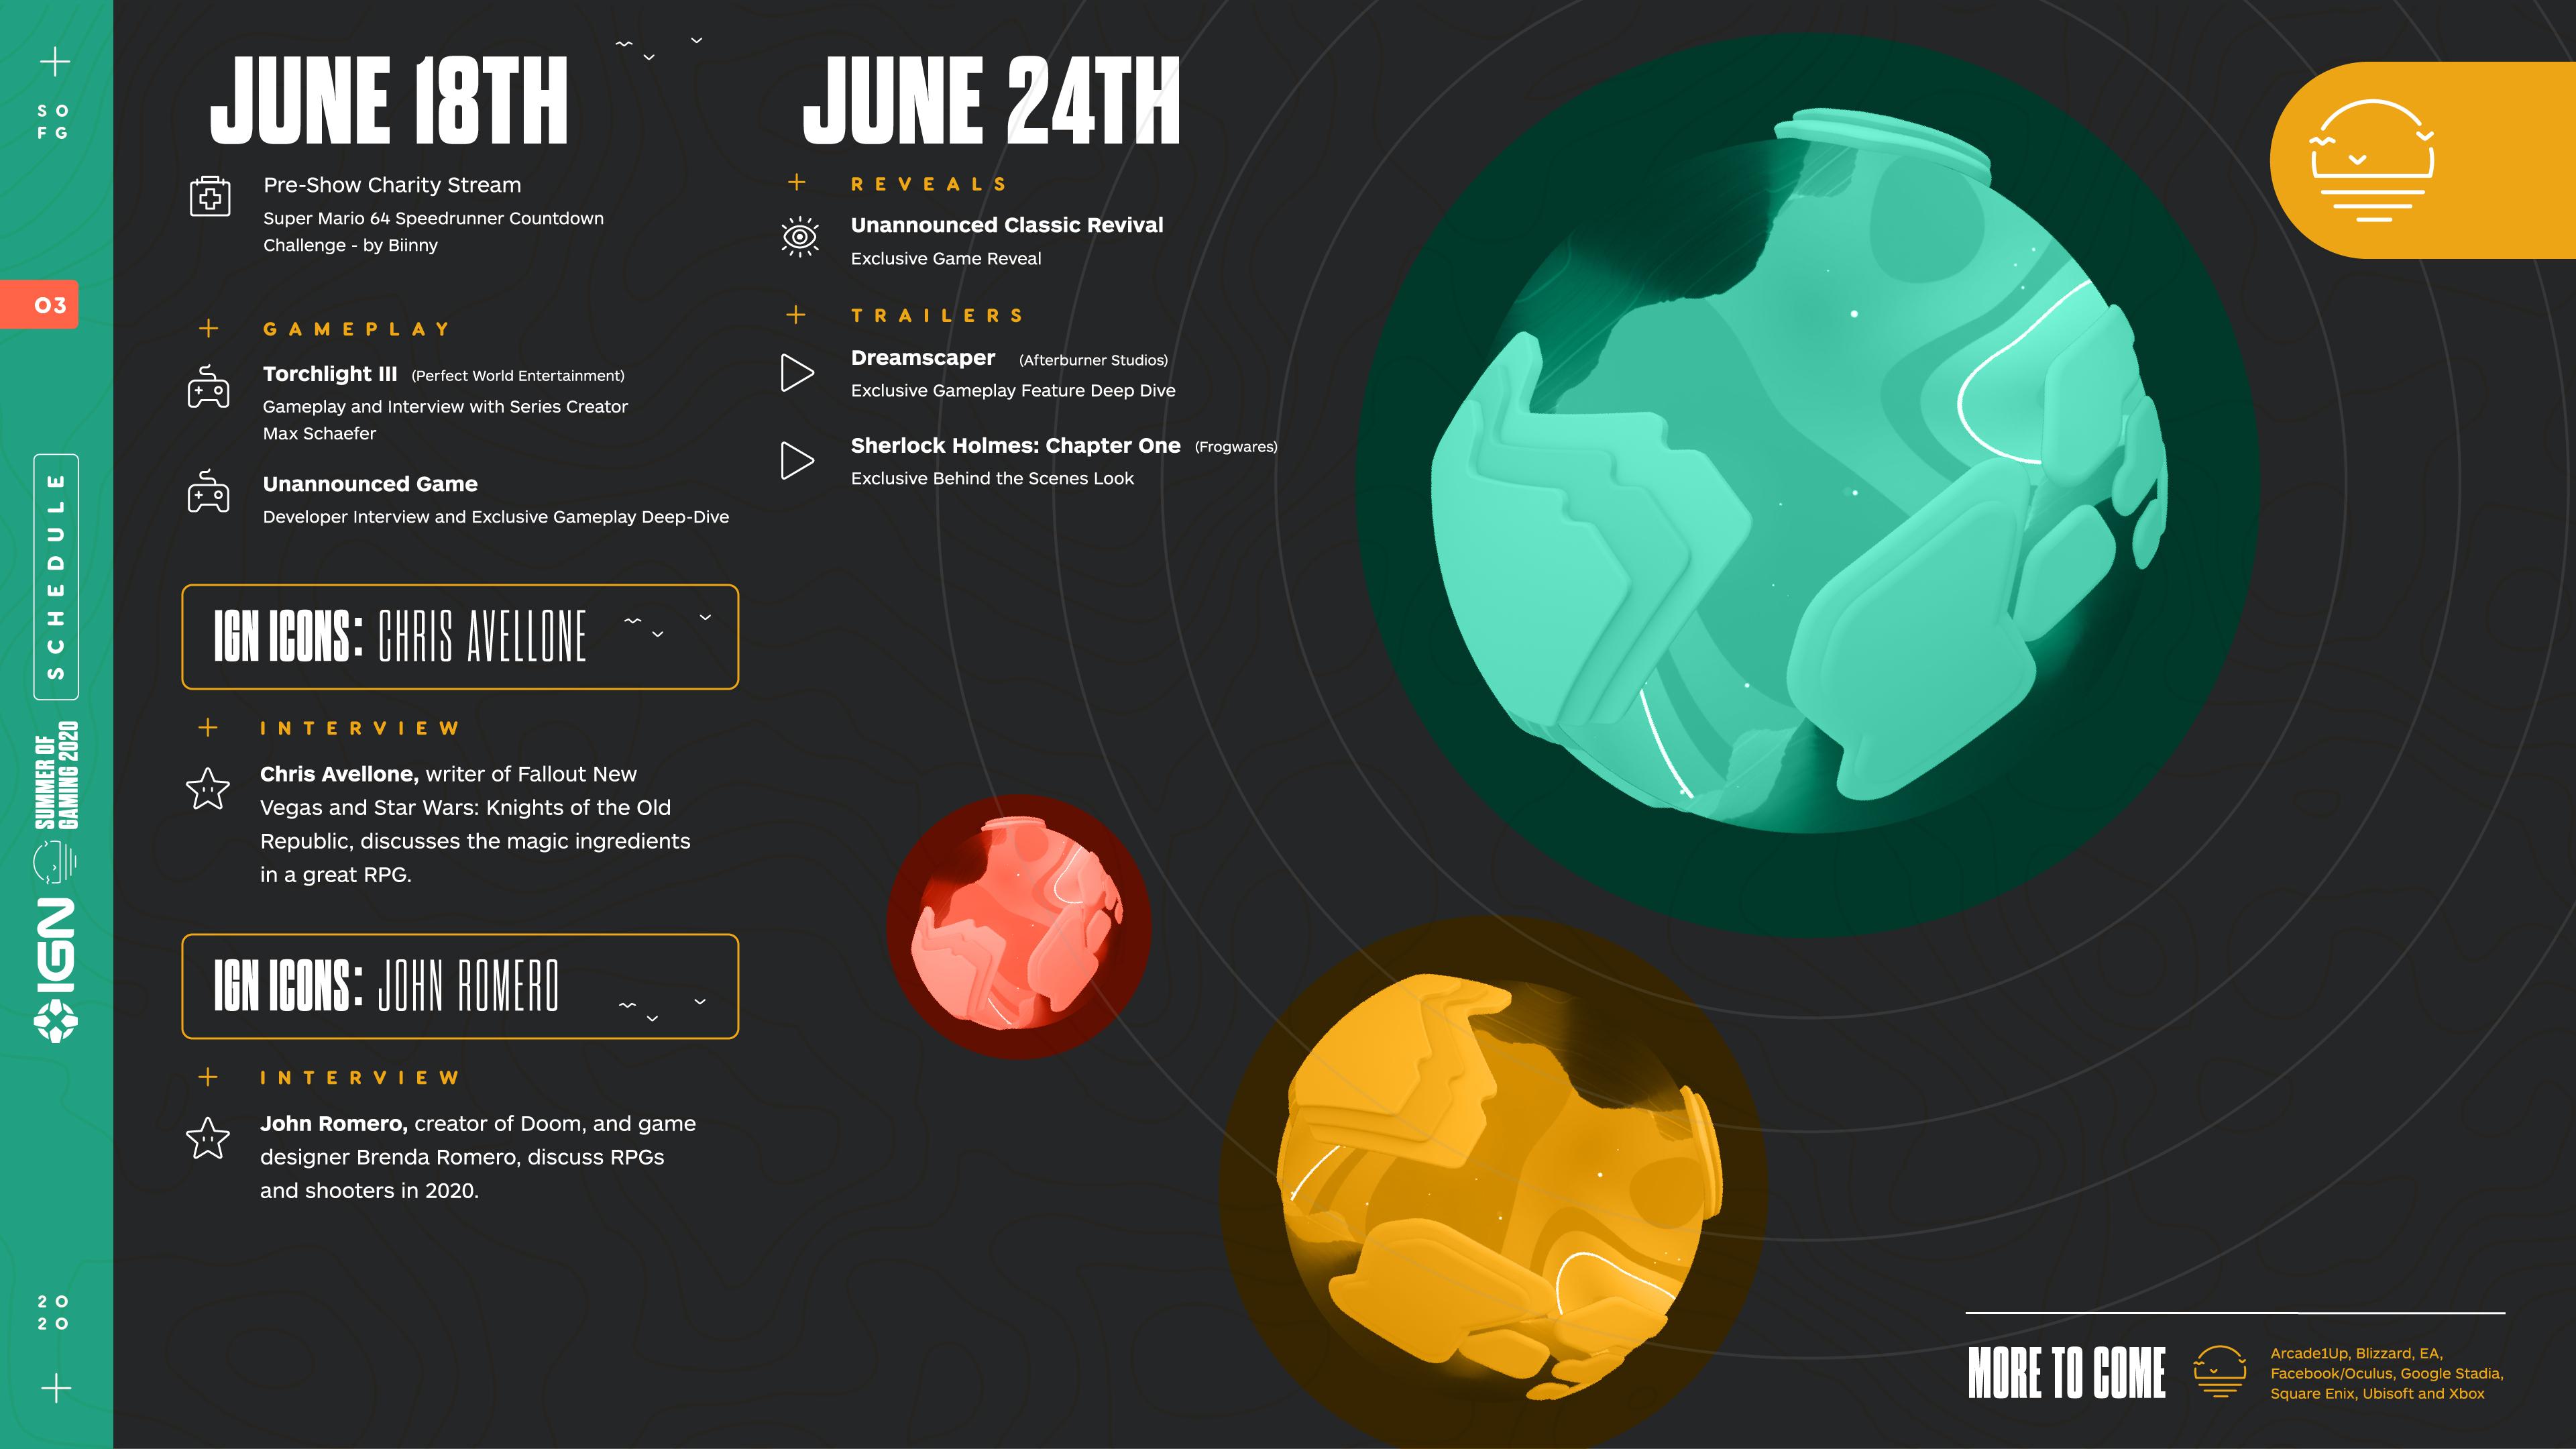 SO
FG
03
SCHEDULE
SUMMER OF
GAMING 2020
IGN
20
20
JUNE 18TH
Pre-Show Charity Stream
Super Mario 64 Speedrunner Countdown
Challenge - by Biinny
GAMEPLAY
Torchlight III (Perfect World Entertainment)
Gameplay and Interview with Series Creator
Max Schaefer
Unannounced Game
Developer Interview and Exclusive Gameplay Deep-Dive
IGN ICONS: CHRIS AVELLONE
INTERVIEW
Chris Avellone, writer of Fallout New
Vegas and Star Wars: Knights of the Old
Republic, discusses the magic ingredients
in a great RPG.
IGN ICONS: JOHN ROMERO
INTERVIEW
John Romero, creator of Doom, and game
designer Brenda Romero, discuss RPGs
and shooters in 2020.
JUNE 24TH
REVEALS
Unannounced Classic Revival
Exclusive Game Reveal
TRAILERS
Dreamscaper (Afterburner Studios)
Exclusive Gameplay Feature Deep Dive
Sherlock Holmes: Chapter One (Frogwares)
Exclusive Behind the Scenes Look
MORE TO COME
Arcade1Up, Blizzard, EA,
Facebook/Oculus, Google Stadia,
Square Enix, Ubisoft and Xbox